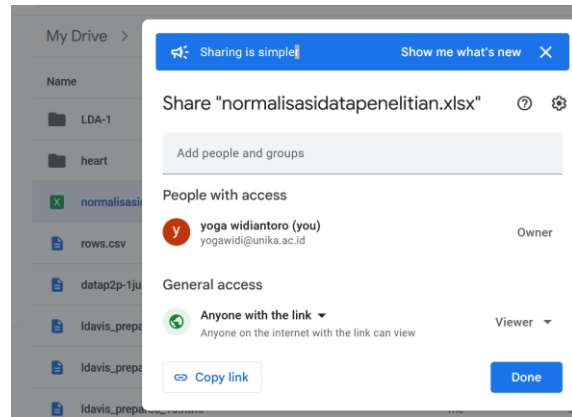 My Drive >
Sharing is simpler
Show me what's new
Name
Share "normalisasidatapenelitian.xlsx"
LDA-1
Add people and groups
heart
People with access
X normalisasid
y yoga widiantoro (you)
yogawidi@unika.ac.id
Owner
rows.csv
General access
datap2p-1ju
Anyone with the link
Anyone on the internet with the link can view
Viewer
ldavis_prepa
ldavis_prepa
Copy link
Done